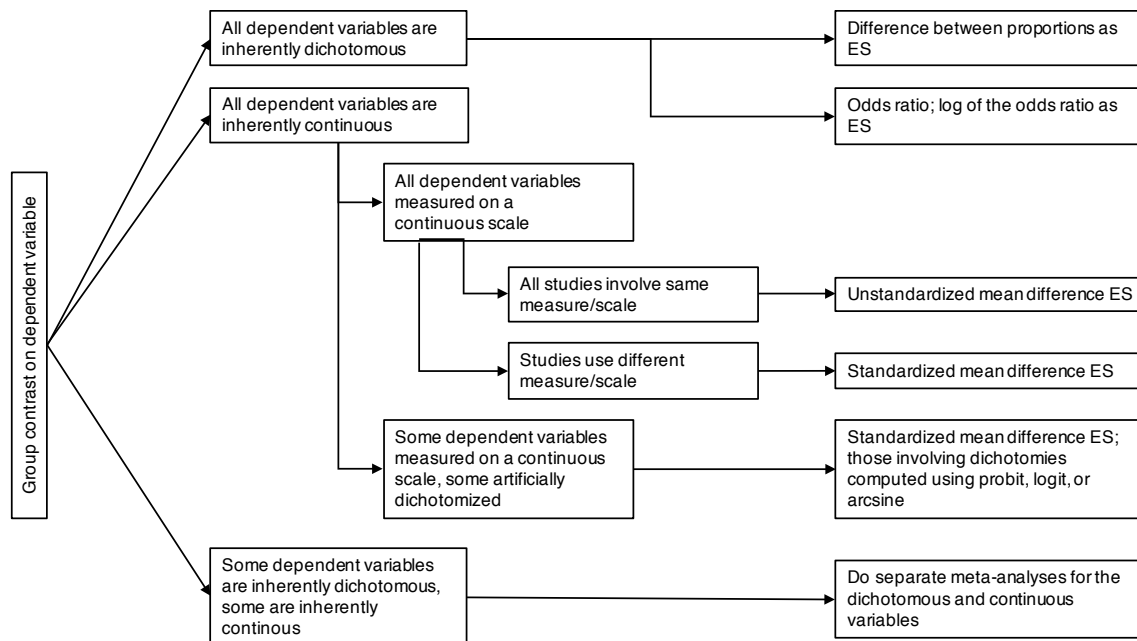 All dependent variables are
inherently dichotomous
Difference between proportions as
ES
All dependent variables are
inherently continuous
Odds ratio; log of the odds ratio as
ES
Group contrast on dependent variable
All dependent variables
measured on a
continuous scale
All studies involve same
measure/scale
Unstandardized mean difference ES
Studies use different
measure/scale
Standardized mean difference ES
Some dependent variables
measured on a continuous
scale, some artificially
dichotomized
Standardized mean difference ES;
those involving dichotomies
computed using probit, logit, or
arcsine
Some dependent variables
are inherently dichotomous,
some are inherently
continous
Do separate meta-analyses for the
dichotomous and continuous
variables